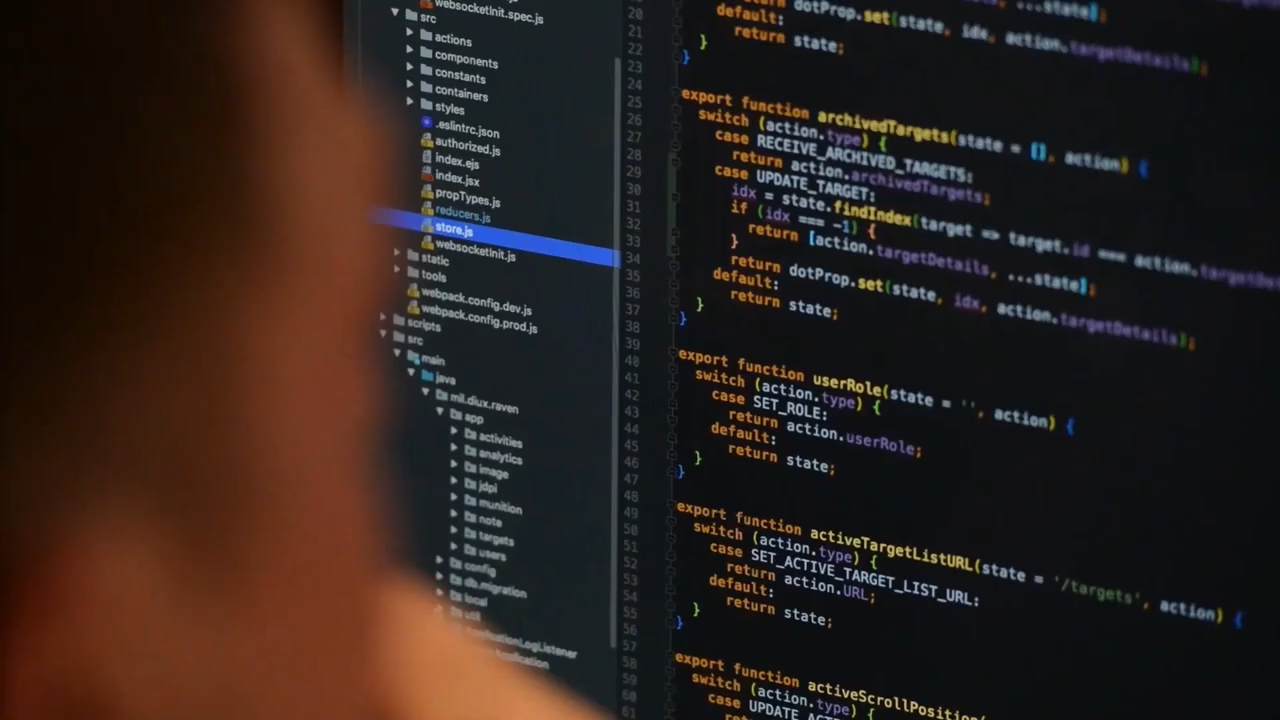 websocketInit.spec.js
src
actions
components
constants
containers
styles
.eslintrc.json
authorized.js
index.ejs
index.jsx
propTypes.js
reducers.js
store.js
websocketInit.js
static
tools
webpack.config.dev.js
webpack.config.prod.js
scripts
src
main
java
mil.diux.raven
app
activities
analytics
image
jdpi
munition
note
targets
users
config
db.migration
local
util
20 dotProp.set(state, idx, action.targetDetails);
21 default:
22 return state;
23 }
24 }
25
26 export function archivedTargets(state = [], action) {
27 switch (action.type) {
28 case RECEIVE_ARCHIVED_TARGETS:
29 return action.archivedTargets;
30 case UPDATE_TARGET:
31 idx = state.findIndex(target => target.id === action.
32 if (idx === -1) {
33 return [action.targetDetails, ...state];
34 }
35 return dotProp.set(state, idx, action.targetDetails);
36 default:
37 return state;
38 }
39 }
40
41 export function userRole(state = '', action) {
42 switch (action.type) {
43 case SET_ROLE:
44 return action.userRole;
45 default:
46 return state;
47 }
48 }
49
50 export function activeTargetListURL(state = '/targets', action) {
51 switch (action.type) {
52 case SET_ACTIVE_TARGET_LIST_URL:
53 return action.URL;
54 default:
55 return state;
56 }
57 }
58
59 export function activeScrollPosition(
60 switch (action.type) {
61 case